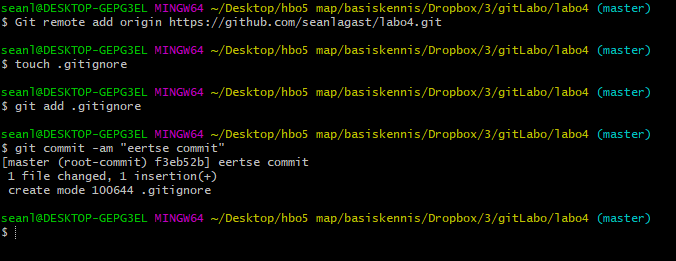 seanl@DESKTOP-GEPG3EL MINGW64 ~/Desktop/hbo5 map/basiskennis/Dropbox/3/gitLabo/labo4 (master)
$ Git remote add origin https://github.com/seanlagast/labo4.git
seanl@DESKTOP-GEPG3EL MINGW64 ~/Desktop/hbo5 map/basiskennis/Dropbox/3/gitLabo/labo4 (master)
$ touch .gitignore
seanl@DESKTOP-GEPG3EL MINGW64 ~/Desktop/hbo5 map/basiskennis/Dropbox/3/gitLabo/labo4 (master)
$ git add .gitignore
seanl@DESKTOP-GEPG3EL MINGW64 ~/Desktop/hbo5 map/basiskennis/Dropbox/3/gitLabo/labo4 (master)
$ git commit -am "eertse commit"
[master (root-commit) f3eb52b] eertse commit
 1 file changed, 1 insertion(+)
 create mode 100644 .gitignore
seanl@DESKTOP-GEPG3EL MINGW64 ~/Desktop/hbo5 map/basiskennis/Dropbox/3/gitLabo/labo4 (master)
$